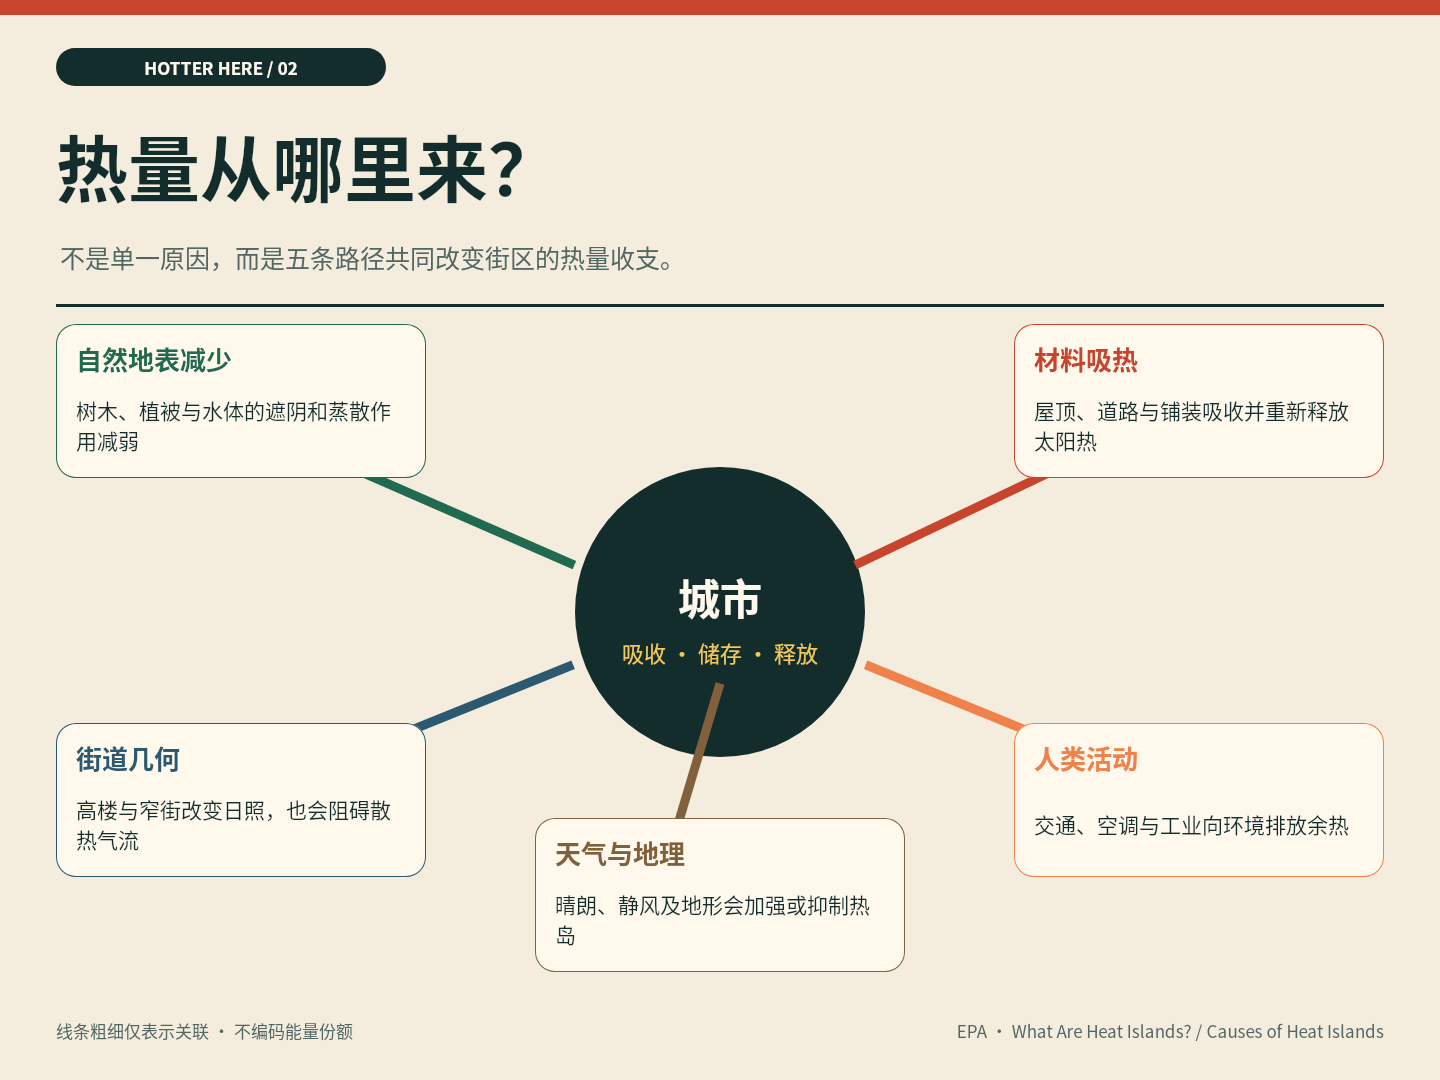 HOTTER HERE / 02
热量从哪里来？
不是单一原因，而是五条路径共同改变街区的热量收支。
自然地表减少
树木、植被与水体的遮阴和蒸散作
用减弱
材料吸热
屋顶、道路与铺装吸收并重新释放
太阳热
城市
吸收 · 储存 · 释放
街道几何
高楼与窄街改变日照，也会阻碍散
热气流
人类活动
交通、空调与工业向环境排放余热
天气与地理
晴朗、静风及地形会加强或抑制热
岛
线条粗细仅表示关联 · 不编码能量份额
EPA · What Are Heat Islands? / Causes of Heat Islands